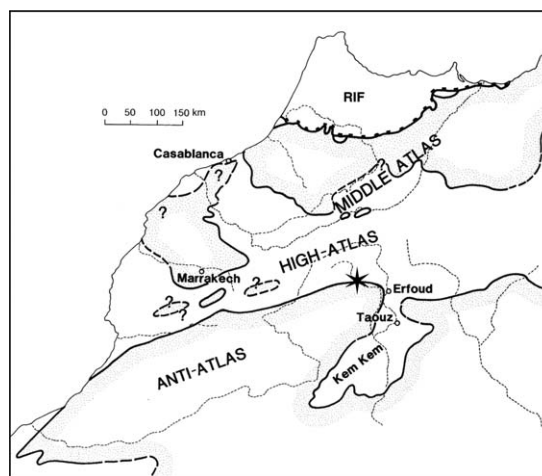 RIF
0 50 100 150 km
Casablanca
?
?
?
MIDDLE ATLAS
HIGH-ATLAS
Marrakech
?
?
?
Erfoud
Taouz
Kem Kem
ANTI-ATLAS